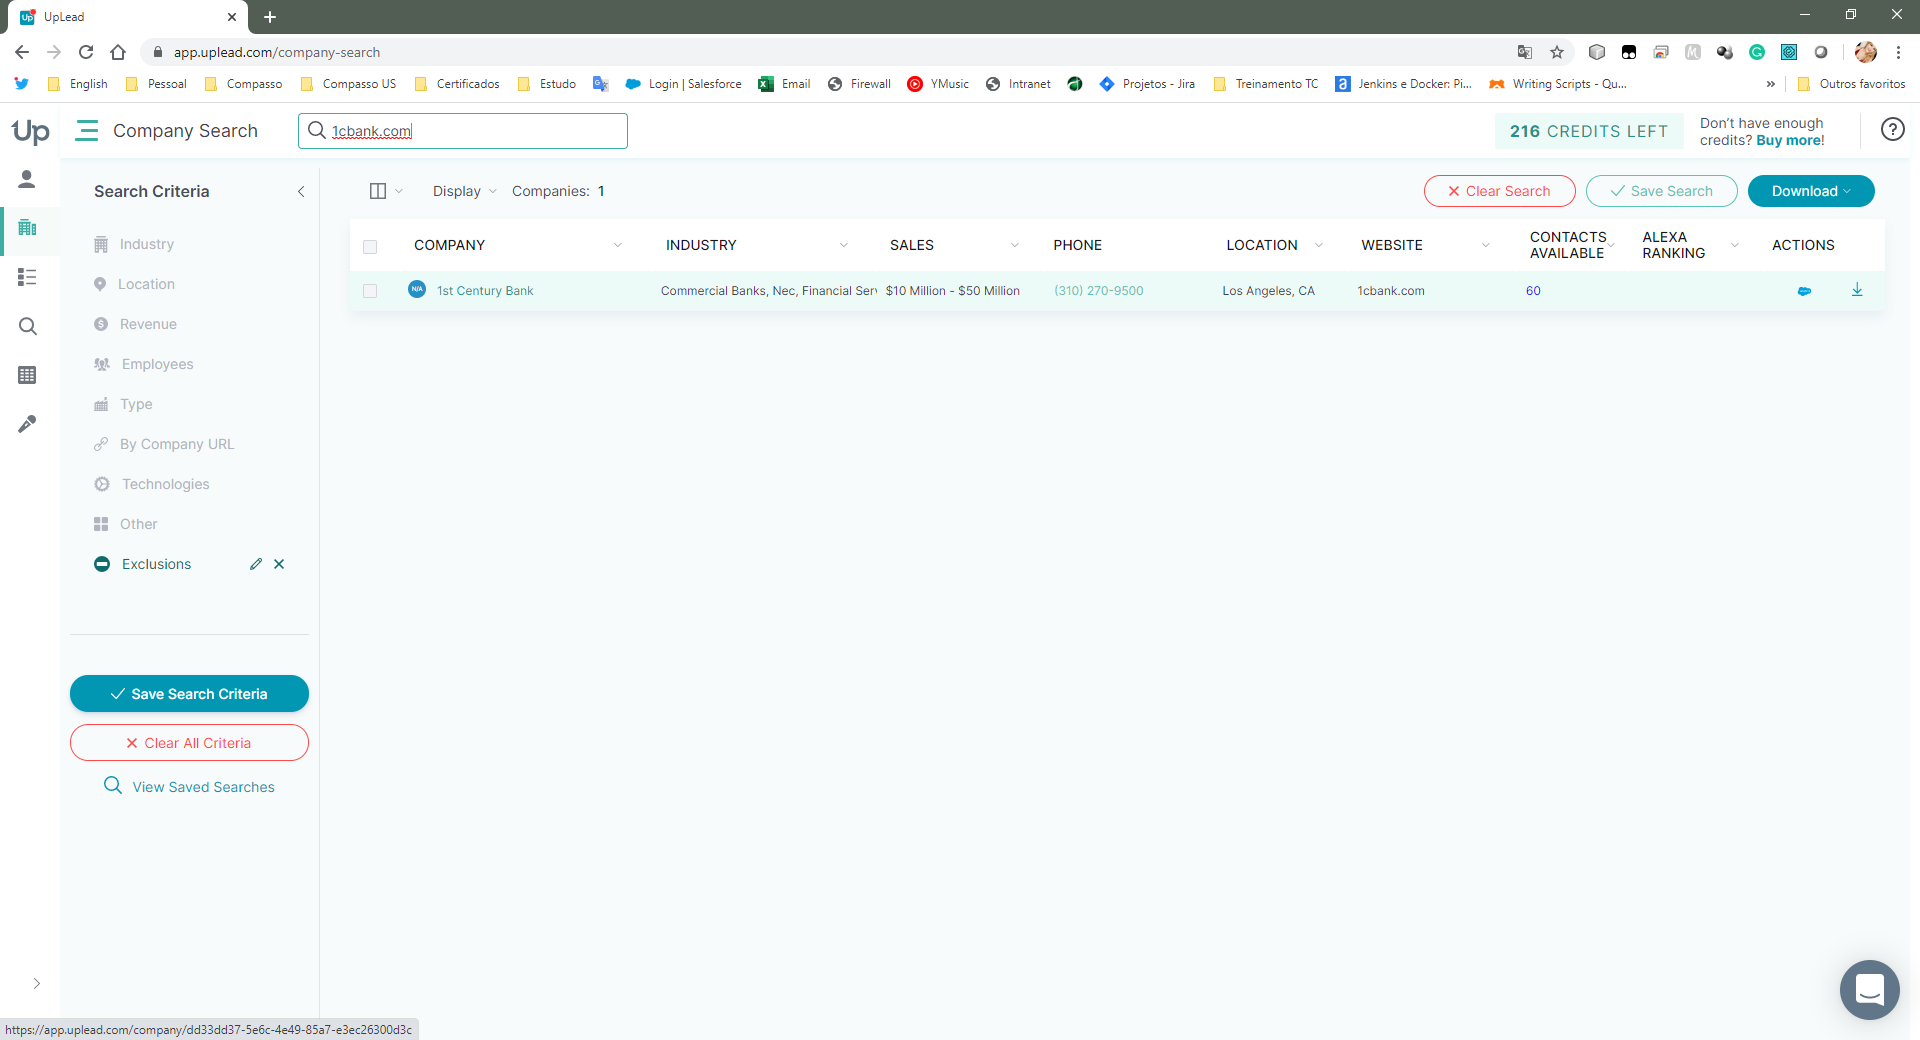 UpLead
app.uplead.com/company-search
English
Pessoal
Compasso
Compasso US
Certificados
Estudo
Login | Salesforce
Email
Firewall
YMusic
Intranet
Projetos - Jira
Treinamento TC
Jenkins e Docker: Pi...
Writing Scripts - Qu...
»
Outros favoritos
Up
Company Search
1cbank.com
216 CREDITS LEFT
Don't have enough
credits? Buy more!
Search Criteria
Display
Companies: 1
Clear Search
Save Search
Download
Industry
Location
Revenue
Employees
Type
By Company URL
Technologies
Other
Exclusions
Save Search Criteria
Clear All Criteria
View Saved Searches
COMPANY
INDUSTRY
SALES
PHONE
LOCATION
WEBSITE
CONTACTS
AVAILABLE
ALEXA
RANKING
ACTIONS
N/A
1st Century Bank
Commercial Banks, Nec, Financial Serv
$10 Million - $50 Million
(310) 270-9500
Los Angeles, CA
1cbank.com
60
https://app.uplead.com/company/dd33dd37-5e6c-4e49-85a7-e3ec26300d3c